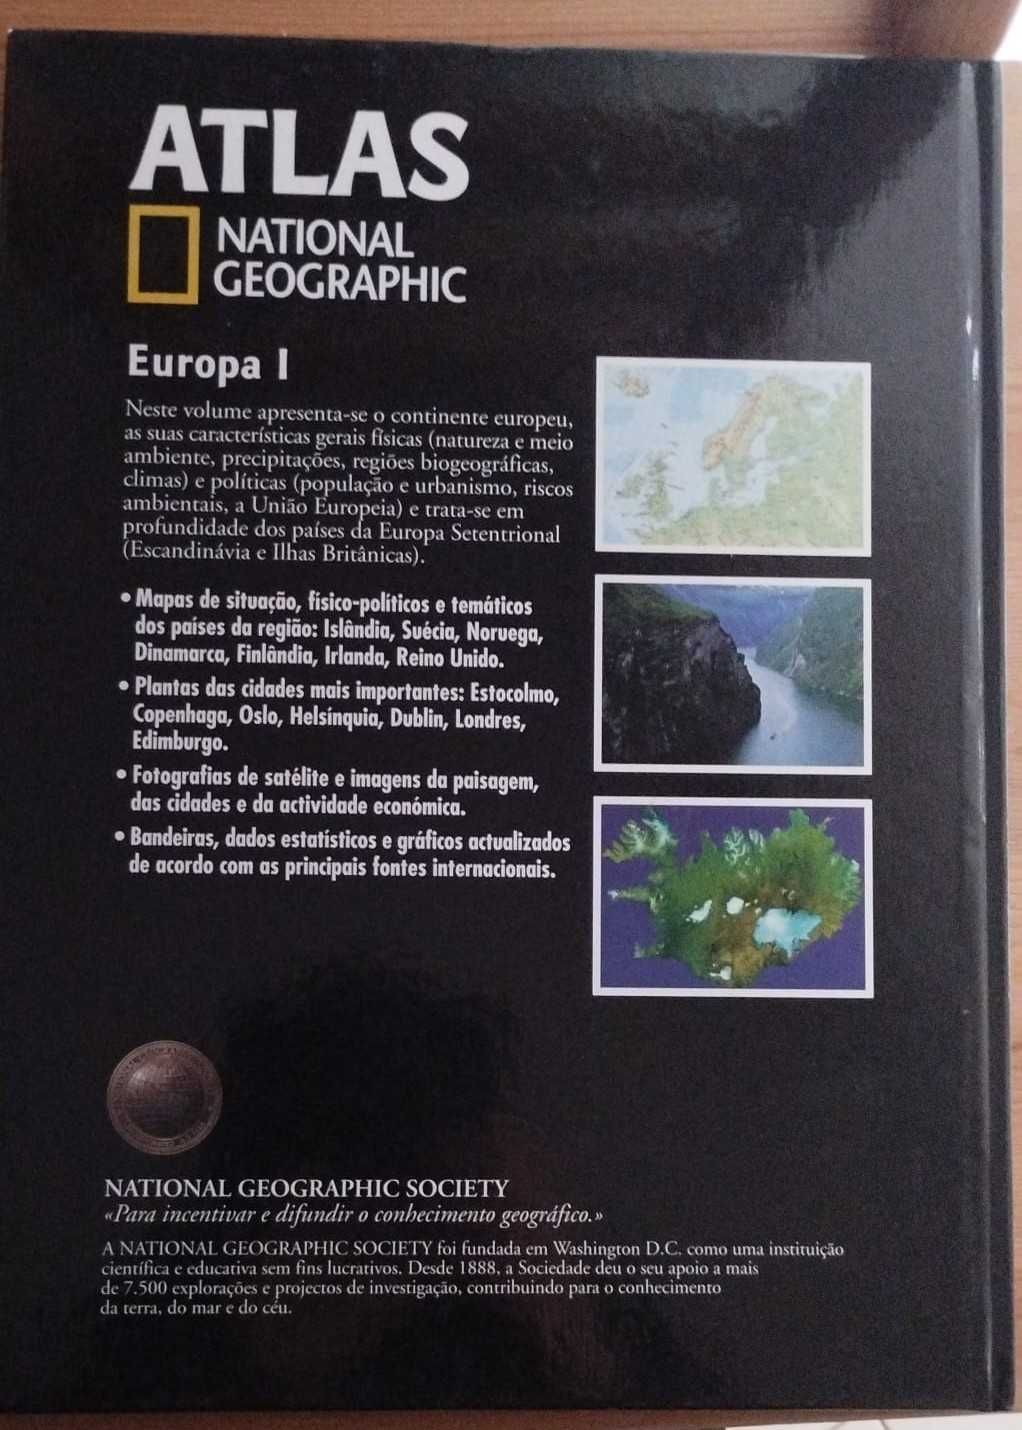 ATLAS
NATIONAL
GEOGRAPHIC
Europa I
Neste volume apresenta-se o continente europeu,
as suas características gerais físicas (natureza e meio
ambiente, precipitações, regiões biogeográficas,
climas) e políticas (população e urbanismo, riscos
ambientais, a União Europeia) e trata-se em
profundidade dos países da Europa Setentrional
(Escandinávia e Ilhas Britânicas).
• Mapas de situação, físico-políticos e temáticos
dos países da região: Islândia, Suécia, Noruega,
Dinamarca, Finlândia, Irlanda, Reino Unido.
• Plantas das cidades mais importantes: Estocolmo,
Copenhaga, Oslo, Helsínquia, Dublin, Londres,
Edimburgo.
• Fotografias de satélite e imagens da paisagem,
das cidades e da actividade económica.
• Bandeiras, dados estatísticos e gráficos actualizados
de acordo com as principais fontes internacionais.
NATIONAL GEOGRAPHIC SOCIETY
«Para incentivar e difundir o conhecimento geográfico.»
A NATIONAL GEOGRAPHIC SOCIETY foi fundada em Washington D.C. como uma instituição
científica e educativa sem fins lucrativos. Desde 1888, a Sociedade deu o seu apoio a mais
de 7.500 explorações e projectos de investigação, contribuindo para o conhecimento
da terra, do mar e do céu.